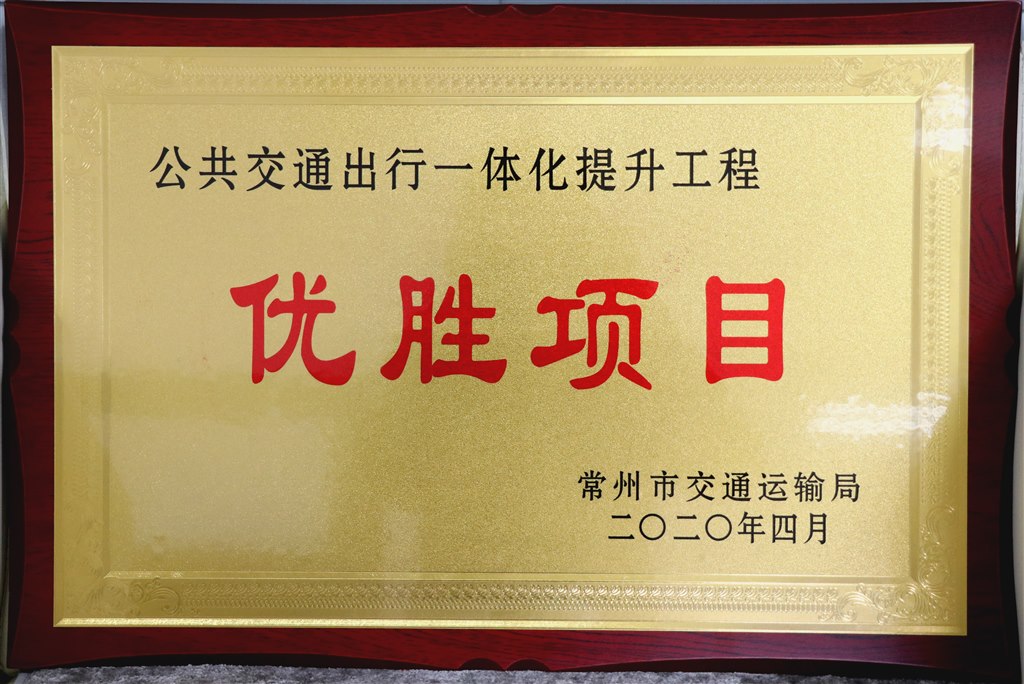 公共交通出行一体化提升工程
优胜项目
常州市交通运输局
二〇二〇年四月